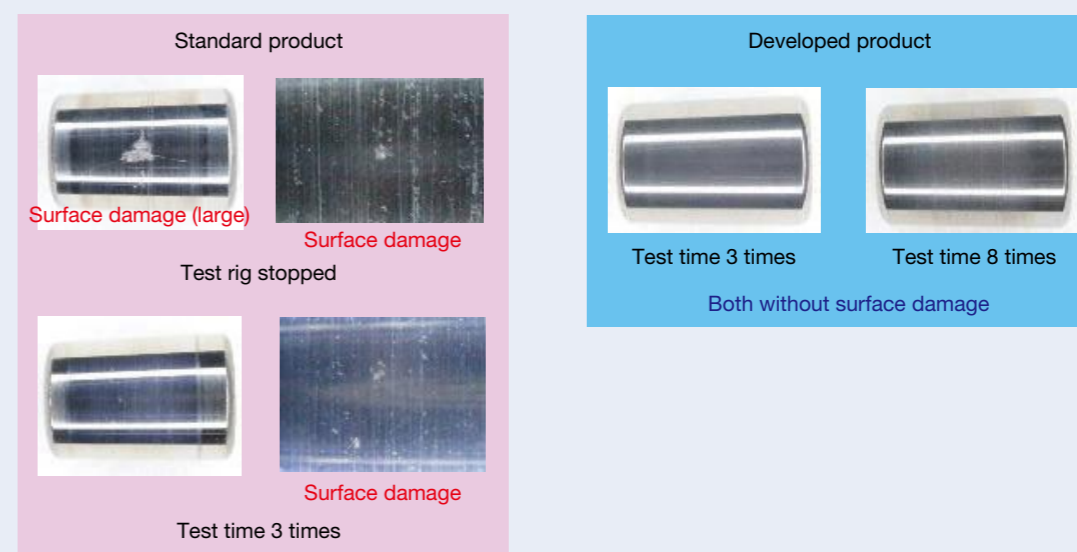 Standard product
Surface damage (large)
Surface damage
Test rig stopped
Surface damage
Test time 3 times
Developed product
Test time 3 times
Test time 8 times
Both without surface damage